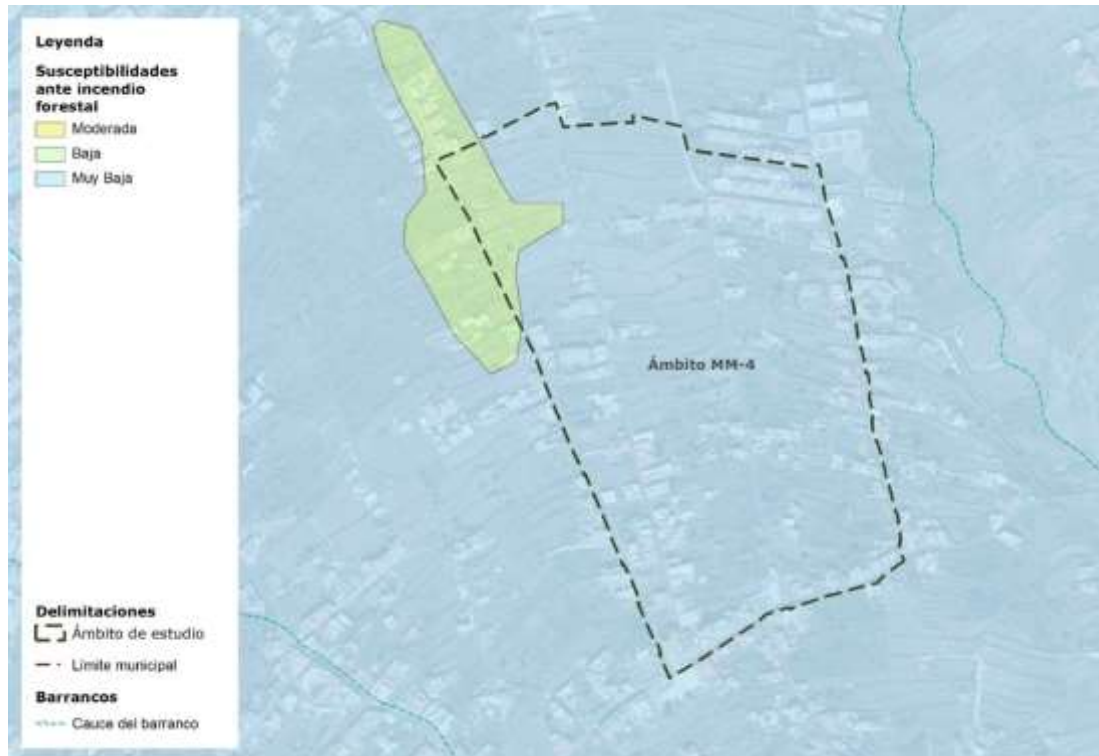 Leyenda
Susceptibilidades
ante incendio
forestal
Moderada
Baja
Muy Baja
Ámbito MM-4
Delimitaciones
Ámbito de estudio
Límite municipal
Barrancos
Cauce del barranco